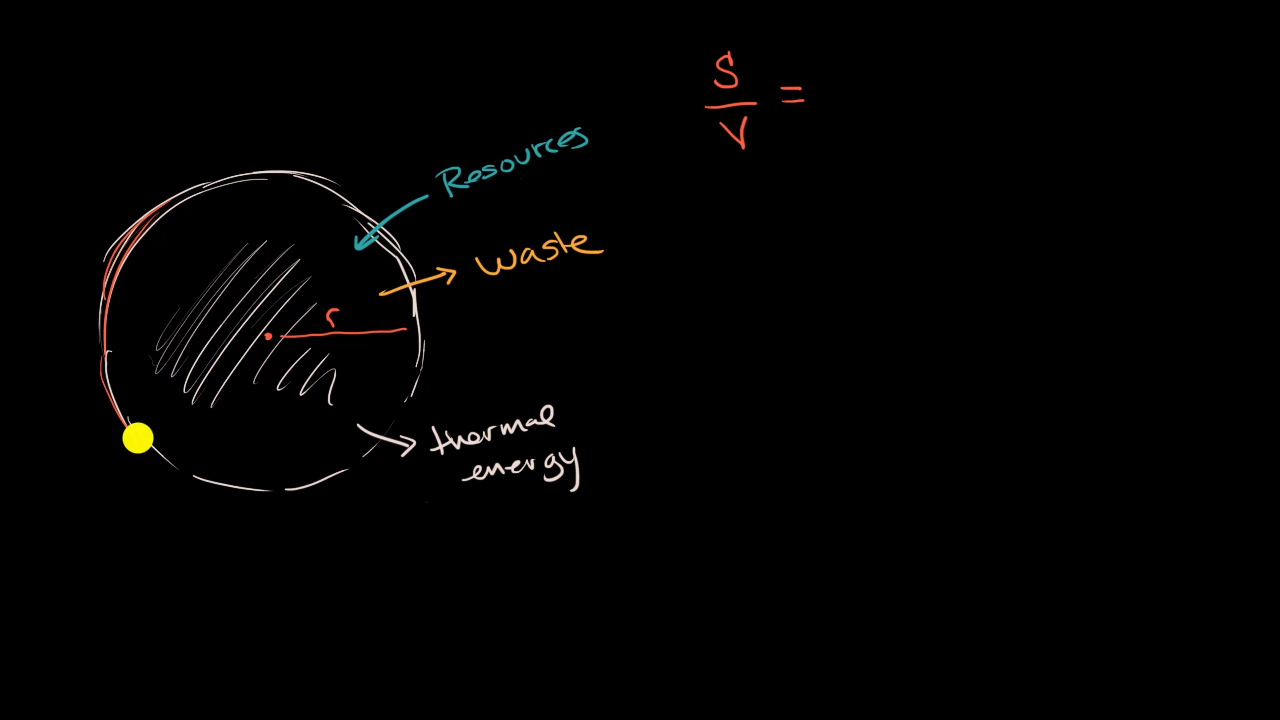 S
V
=
Resources
waste
r
thermal
energy